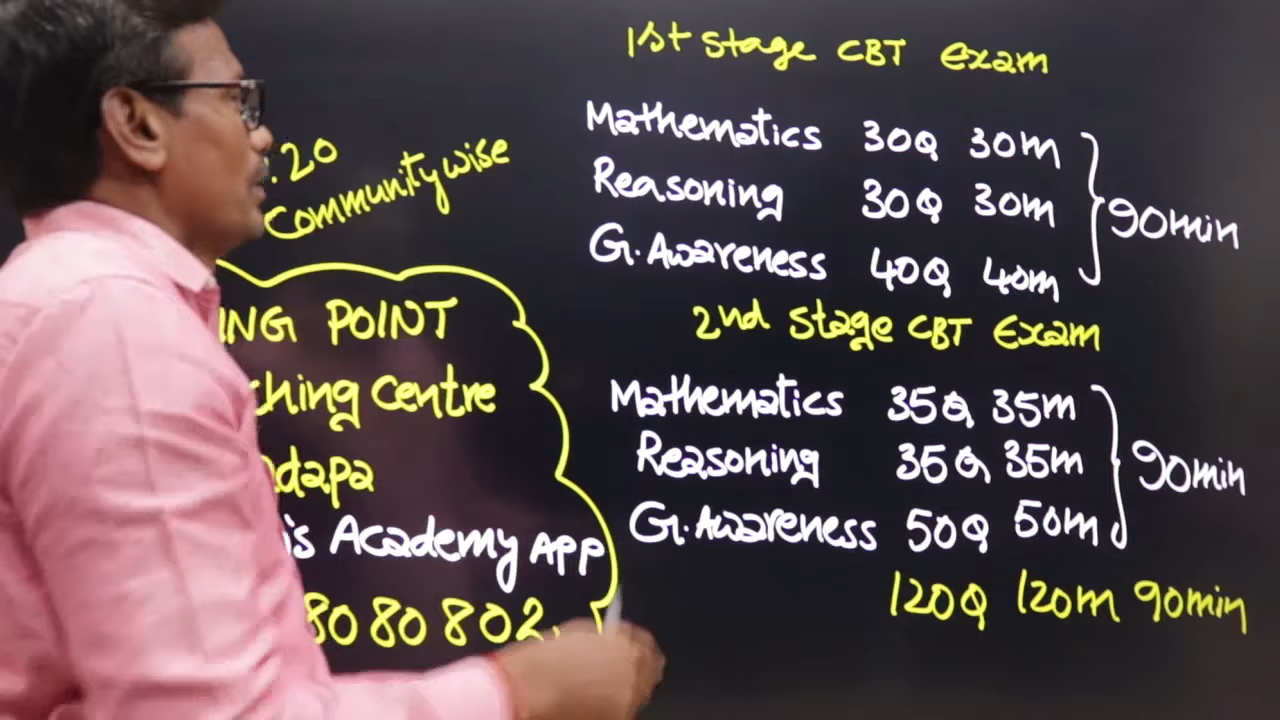 1st stage CBT Exam
Mathematics 30Q 30m
Reasoning 30Q 30m
90min
G. Awareness 40Q 40m
2nd stage CBT Exam
Mathematics 35Q 35m
Reasoning 35Q 35m
90min
G. Awareness 50Q 50m
120Q 120m 90min
:20
Communitywise
ING POINT
ching Centre
adapa
is Academy APP
80 80 802